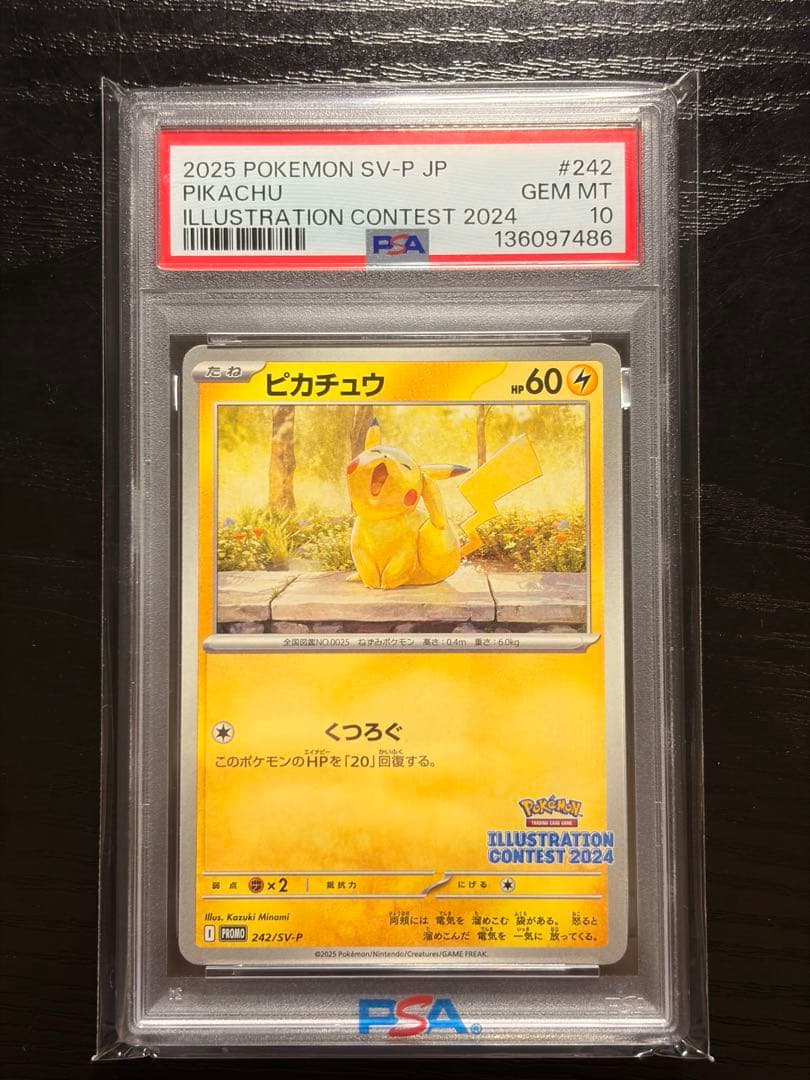 2025 POKEMON SV-P JP #242
PIKACHU GEM MT
ILLUSTRATION CONTEST 2024 10
PSA 136097486
たね ピカチュウ HP60
全国図鑑NO.0025 ねずみポケモン 高さ:0.4m 重さ:6.0kg
くつろぐ
このポケモンのHPを「20」回復する。
Pokémon
TRADING CARD GAME
ILLUSTRATION
CONTEST 2024
弱点 ×2 抵抗力 にげる
Illus. Kazuki Minami
両頬には 電気を 溜めこむ 袋がある。 怒ると
溜めこんだ 電気を 一気に 放ってくる。
I PROMO 242/SV-P
©2025 Pokémon/Nintendo/Creatures/GAME FREAK.
PSA®